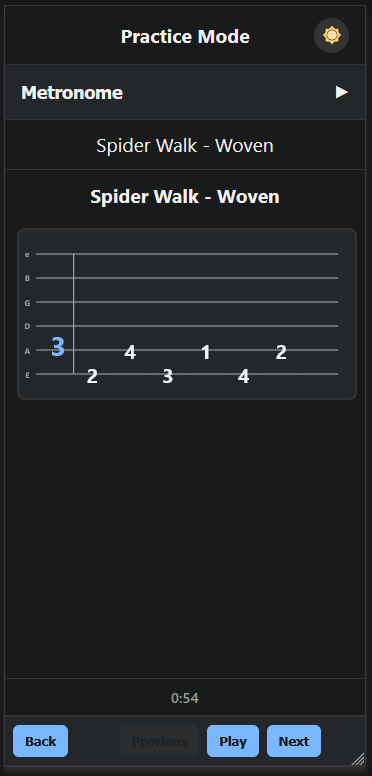 Practice Mode
Metronome
Spider Walk - Woven
Spider Walk - Woven
e
B
G
D
A 3 4 1 2
E 2 3 4
0:54
Back Previous Play Next